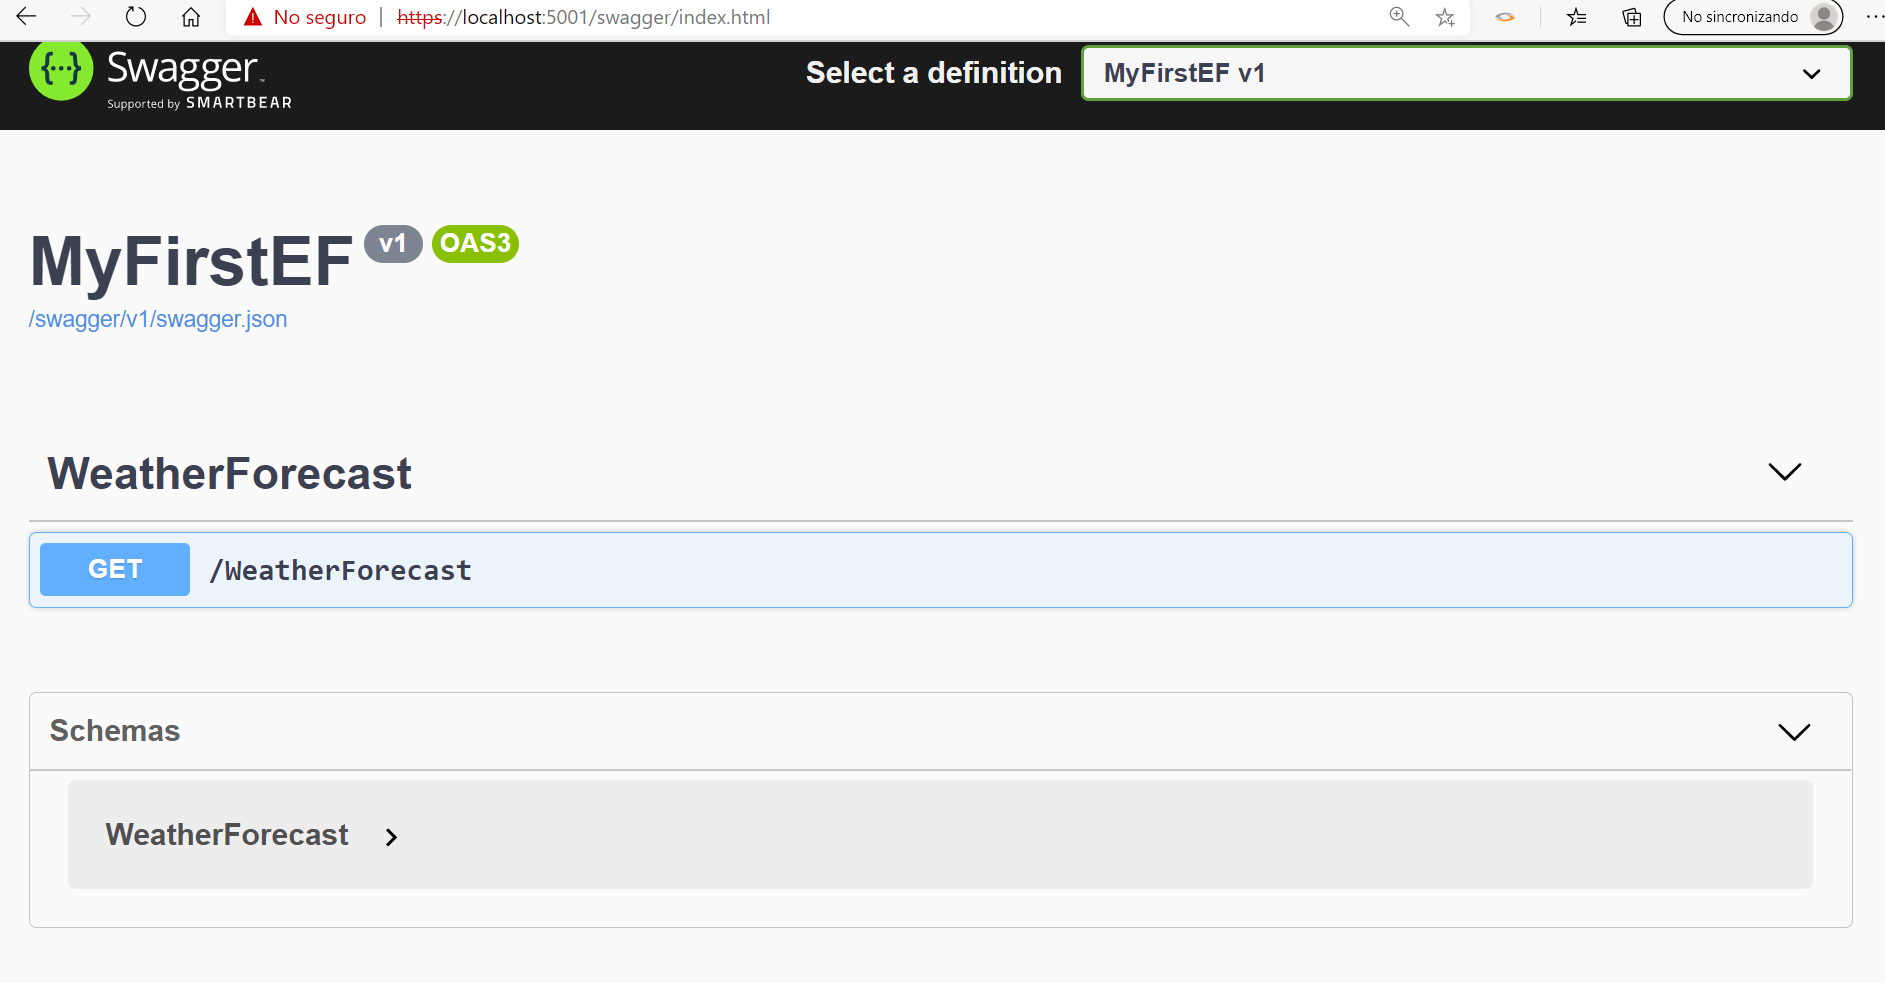 No seguro | https://localhost:5001/swagger/index.html
No sincronizando
{···} Swagger™
Supported by SMARTBEAR
Select a definition
MyFirstEF v1
MyFirstEF v1 OAS3
/swagger/v1/swagger.json
WeatherForecast
GET /WeatherForecast
Schemas
WeatherForecast